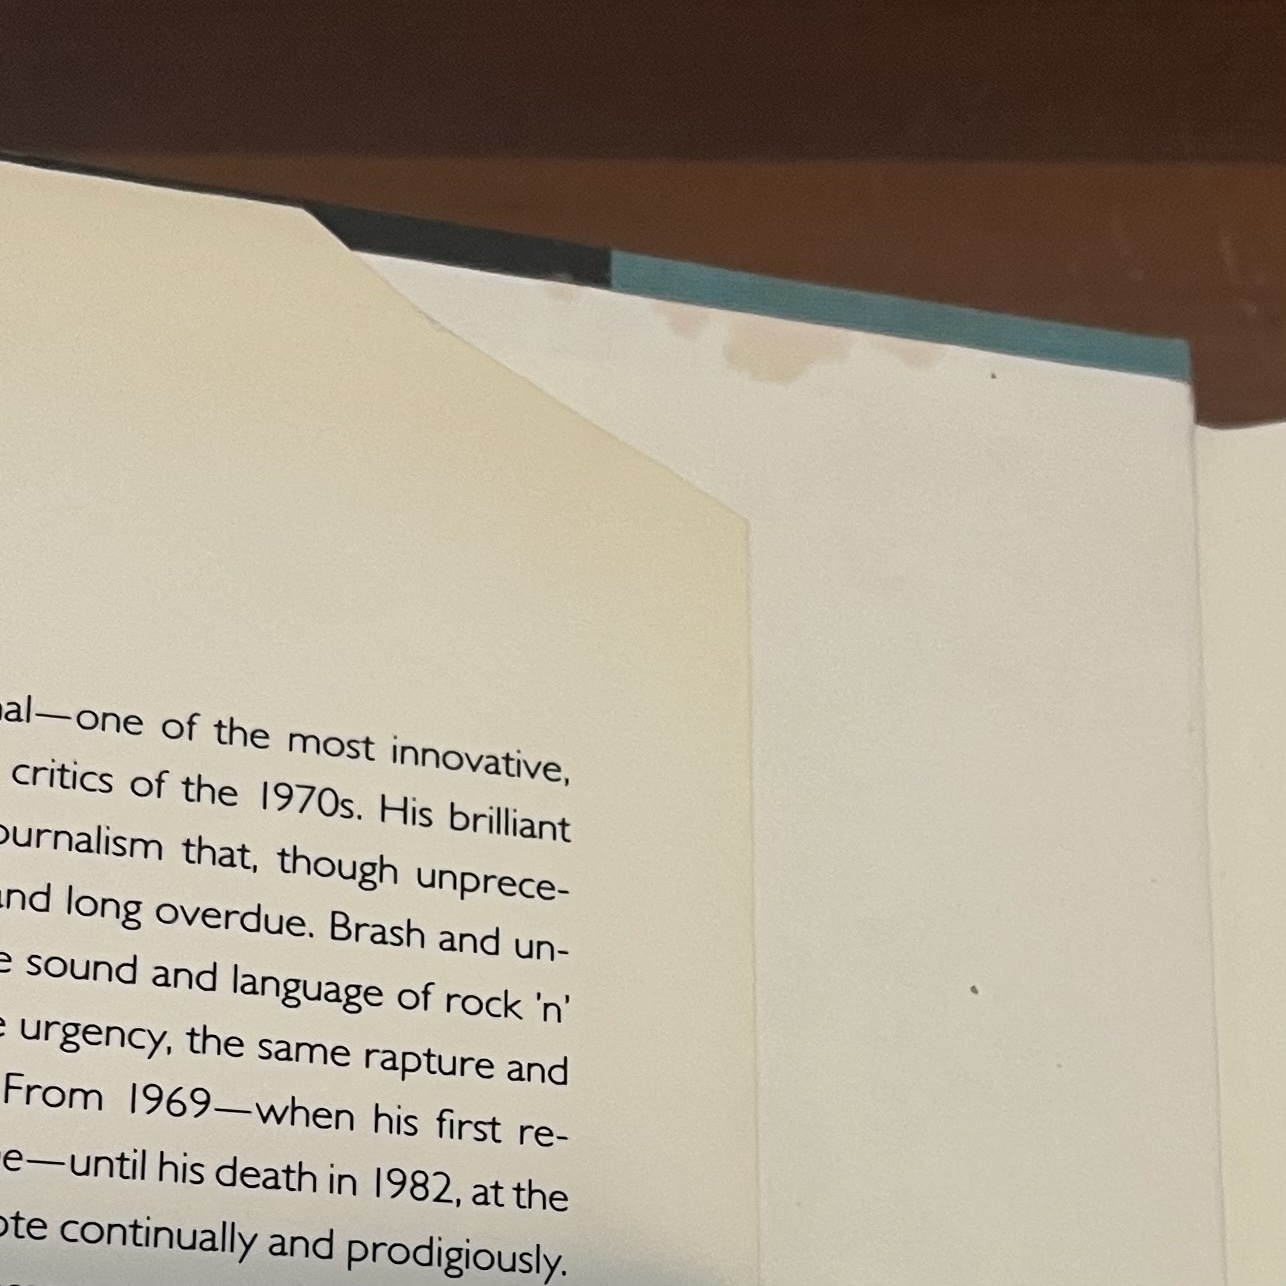 al—one of the most innovative,
critics of the 1970s. His brilliant
ournalism that, though unprece-
and long overdue. Brash and un-
e sound and language of rock 'n'
e urgency, the same rapture and
From 1969—when his first re-
e—until his death in 1982, at the
ote continually and prodigiously.